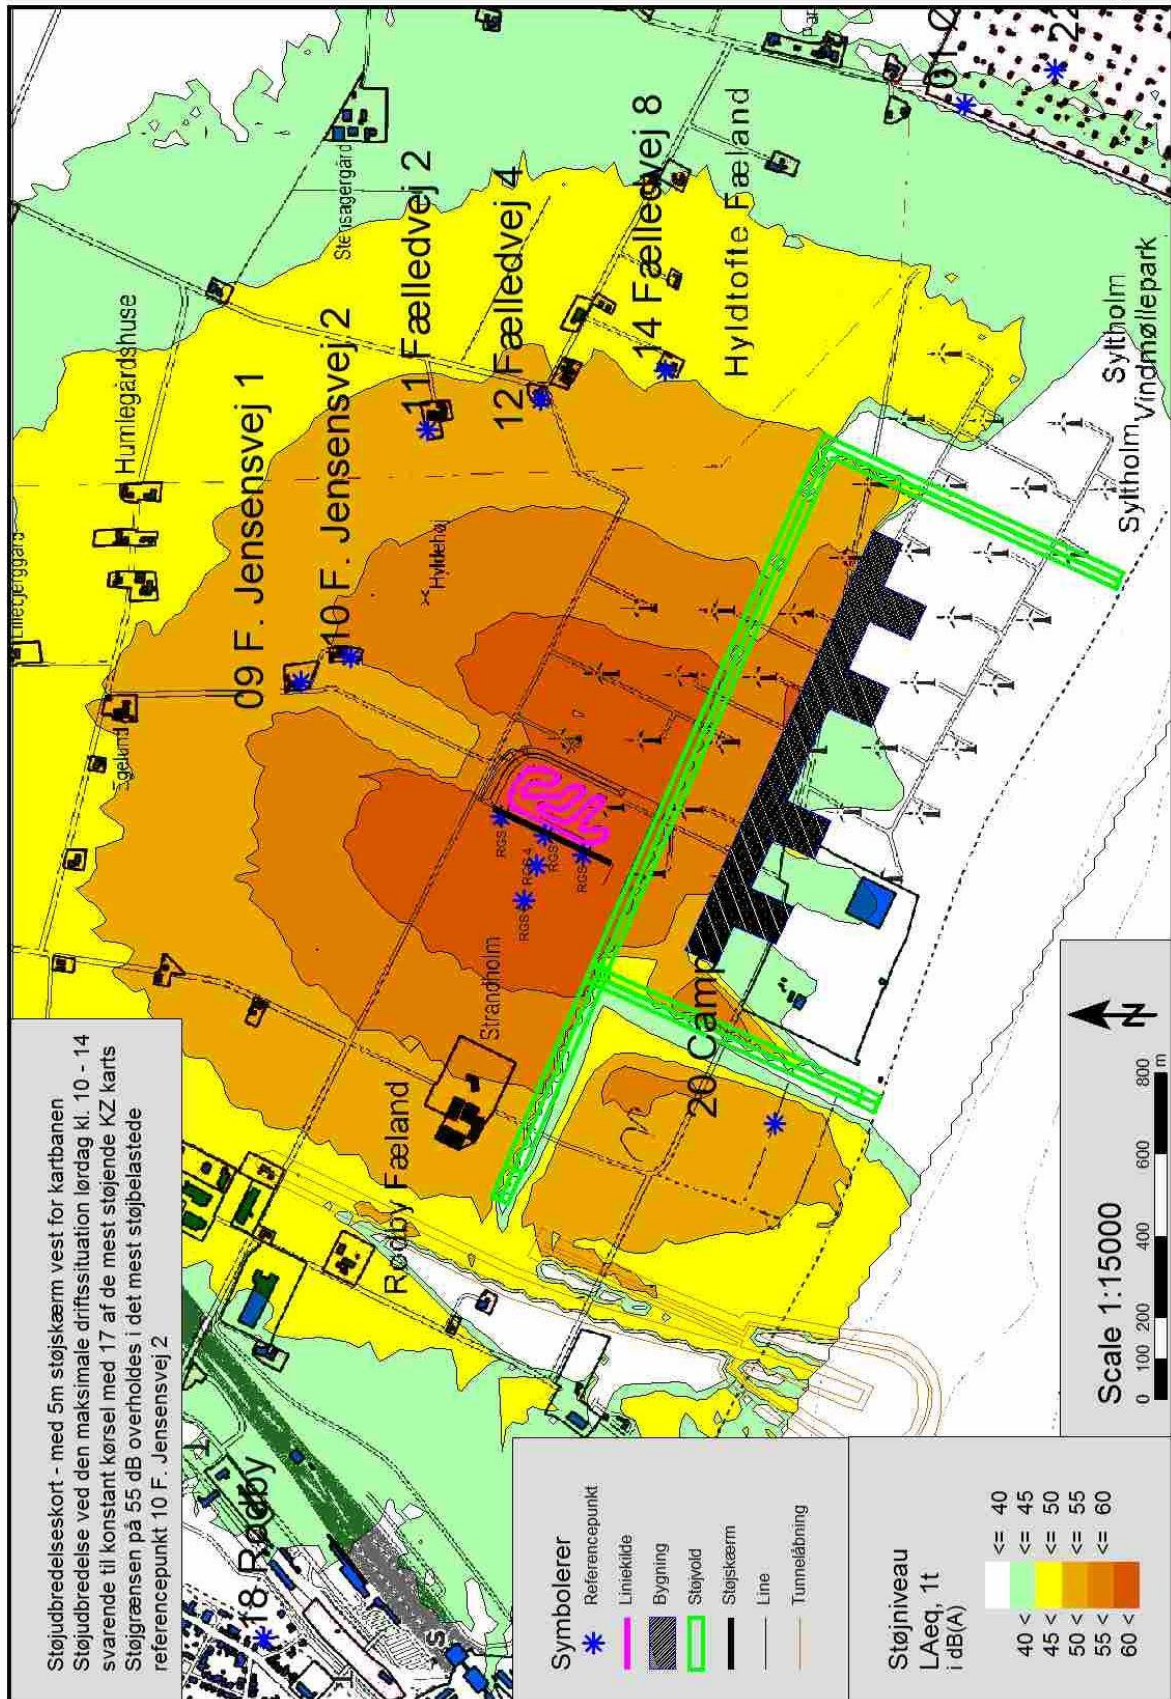 Støjudbredelseskort - med 5m støjskærm vest for kartbanen
Støjudbredelse ved den maksimale driftssituation lørdag kl. 10 - 14
svarende til konstant kørsel med 17 af de mest støjende KZ karts
Støjgrænsen på 55 dB overholdes i det mest støjbelastede
referencepunkt 10 F. Jensensvej 2
Humlegårdshuse
Stensagergård
09 F. Jensensvej 1
10 F. Jensensvej 2
11 Fælledvej 2
12 Fælledvej 4
14 Fælledvej 8
Hyldtofte Fæland
Hyldehøj
Strandholm
Rødby Fæland
18 Rødby
20 Camp
RGS
RGS-4
RGS
RGS
RGS
Syltholm
Vindmøllepark
Syltholm
Symbolerer
Referencepunkt
Liniekilde
Bygning
Støjvold
Støjskærm
Line
Tunnelåbning
Støjniveau
LAeq, 1t
i dB(A)
<= 40
40 < <= 45
45 < <= 50
50 < <= 55
55 < <= 60
60 <
Scale 1:15000
0 100 200 400 600 800
m
N